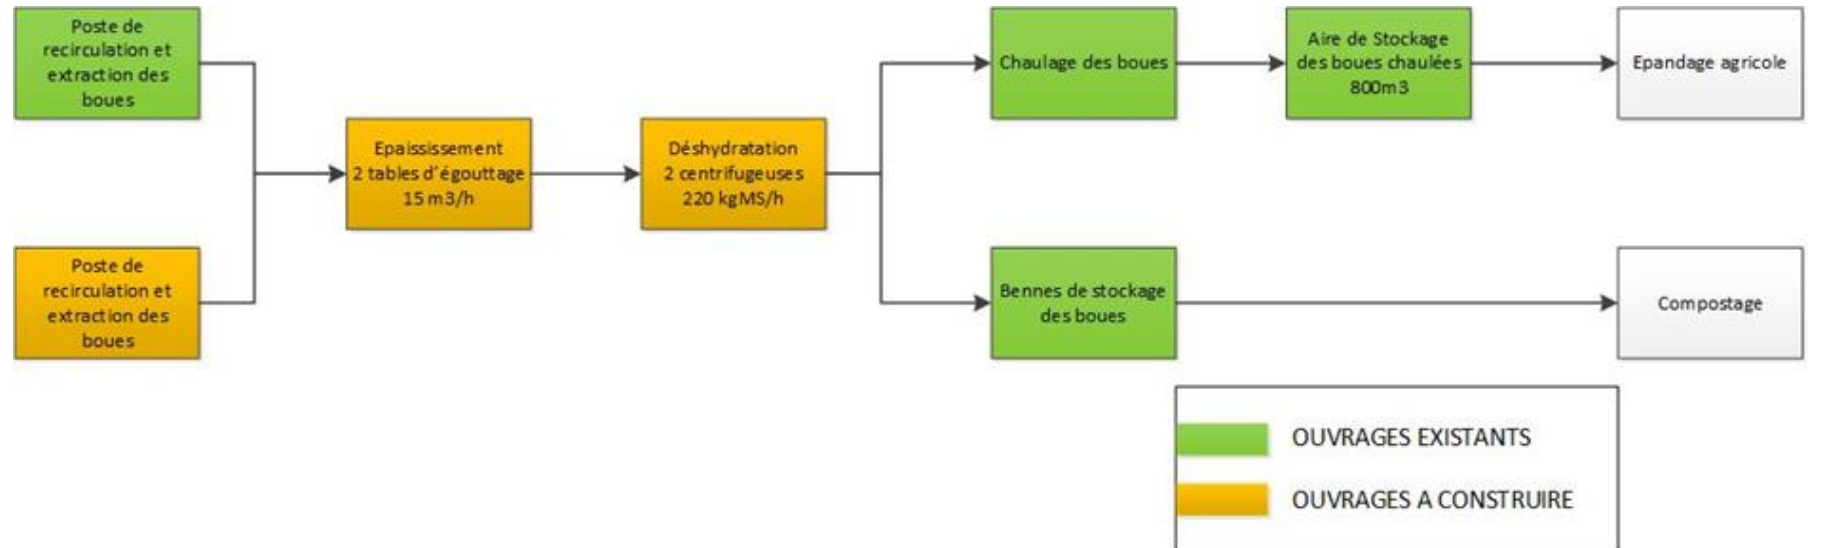 Poste de
recirculation et
extraction des
boues
Chaulage des boues
Aire de Stockage
des boues chaulées
800m3
Epandage agricole
Epaississement
2 tables d'égouttage
15 m3/h
Déshydratation
2 centrifugeuses
220 kgMS/h
Poste de
recirculation et
extraction des
boues
Bennes de stockage
des boues
Compostage
OUVRAGES EXISTANTS
OUVRAGES A CONSTRUIRE